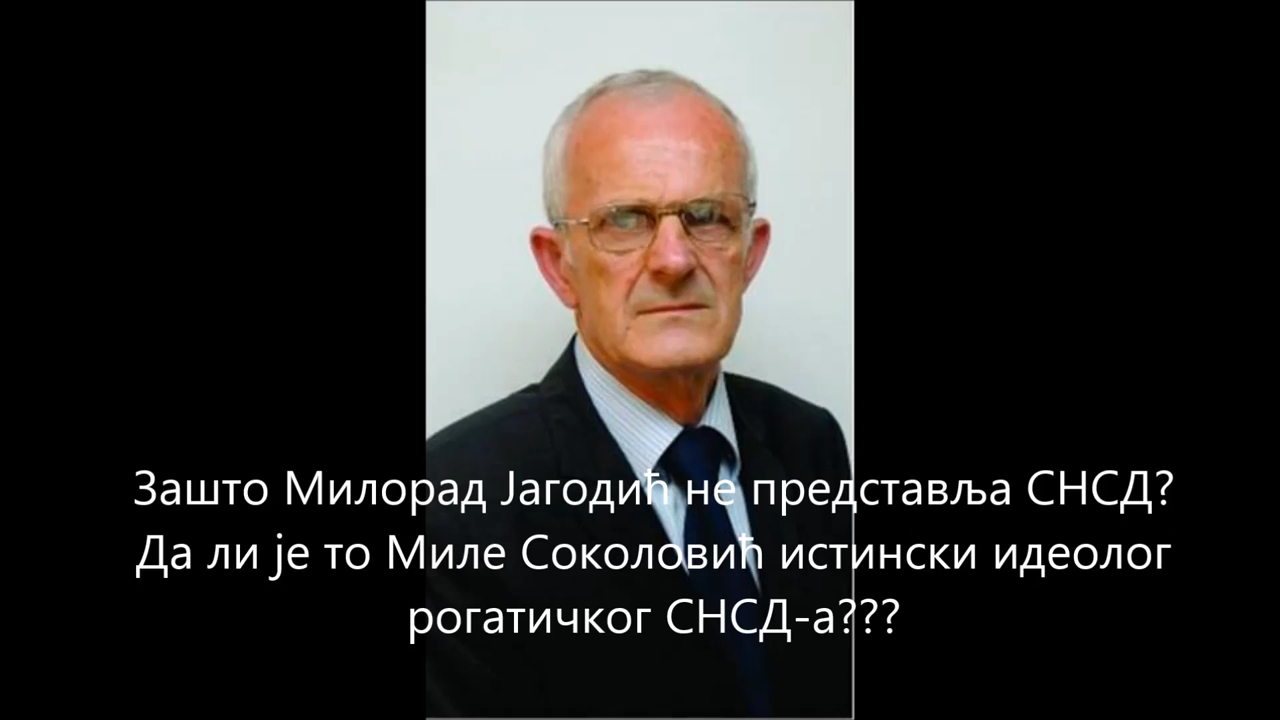 Зашто Милорад Јагодић не представља СНСД?
Да ли је то Миле Соколовић истински идеолог
рогатичког СНСД-а???